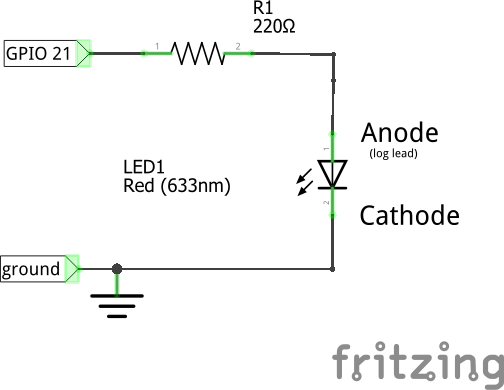 R1
220Ω
GPIO 21
1
2
Anode
(log lead)
1
LED1
Red (633nm)
2
Cathode
ground
fritzing